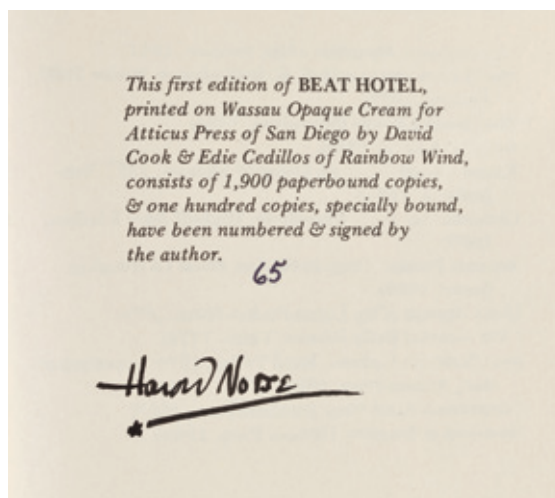 This first edition of BEAT HOTEL,
printed on Wassau Opaque Cream for
Atticus Press of San Diego by David
Cook & Edie Cedillos of Rainbow Wind,
consists of 1,900 paperbound copies,
& one hundred copies, specially bound,
have been numbered & signed by
the author.
65
Harold Norse